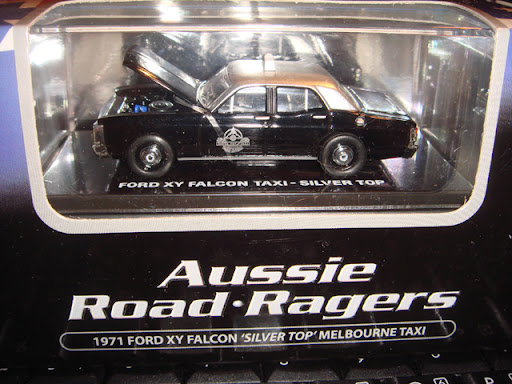 FORD XY FALCON TAXI - SILVER TOP
Aussie
Road·Ragers
1971 FORD XY FALCON 'SILVER TOP' MELBOURNE TAXI